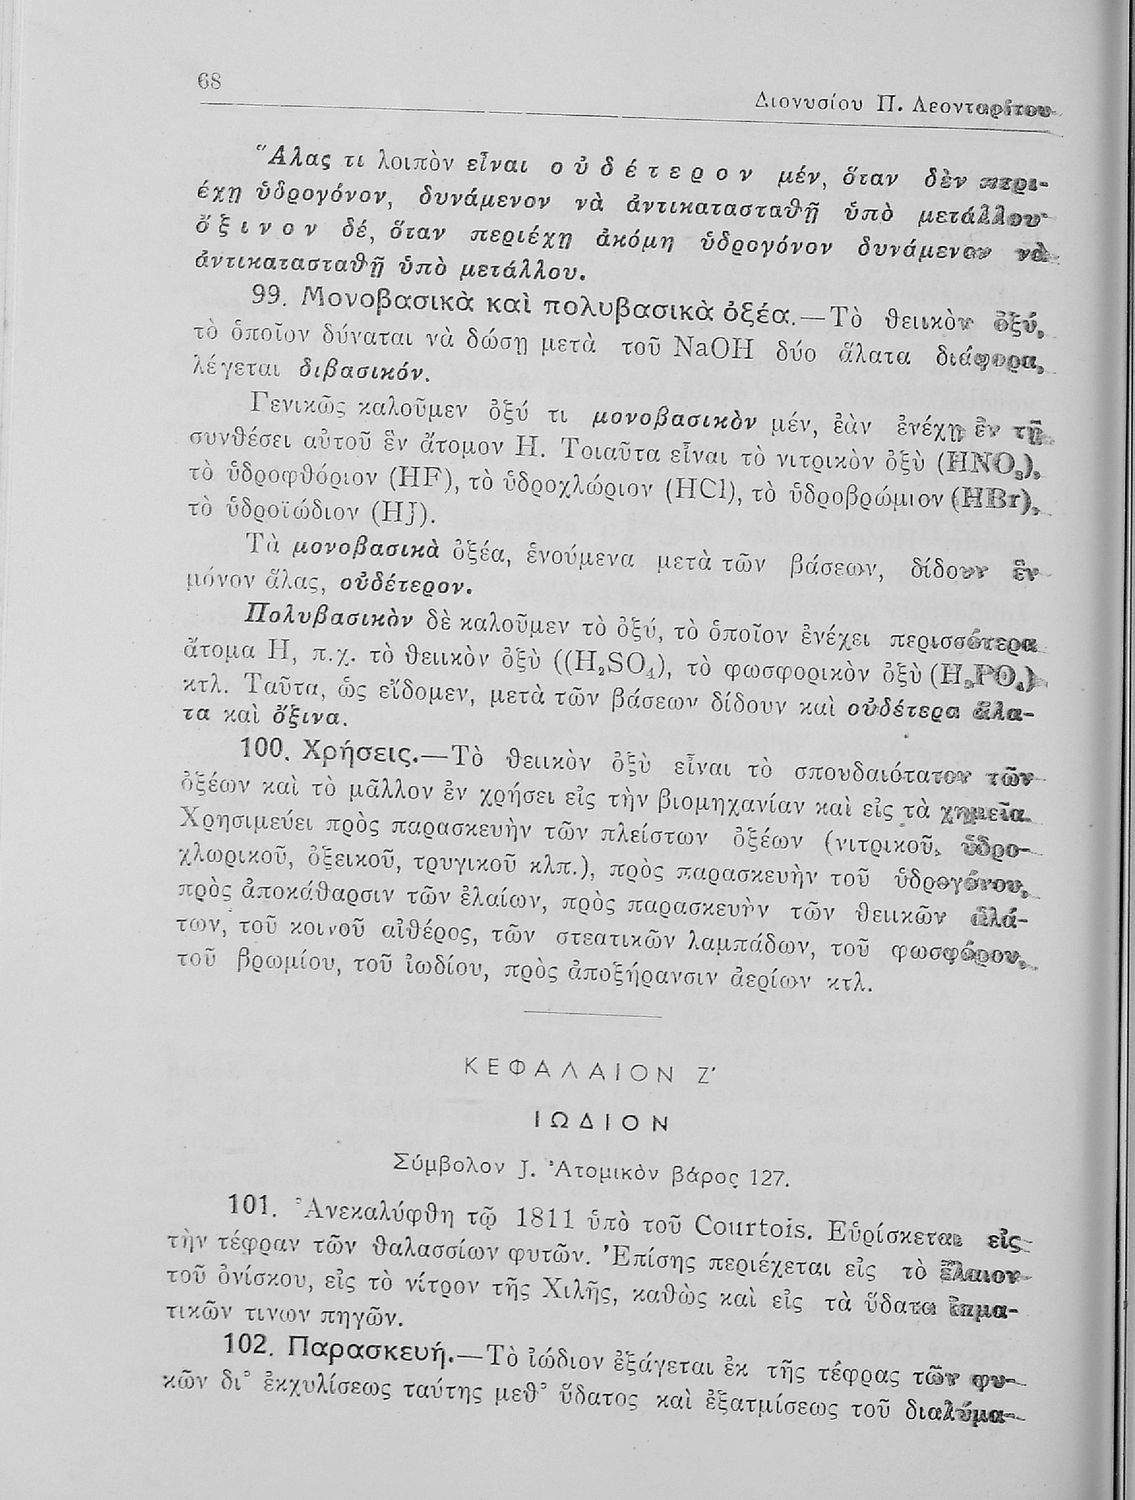 68
Διονυσίου Π. Λεονταρίτου
Ἅλας τι λοιπὸν εἶναι οὐδέτερον μέν, ὅταν δὲν περι-
έχῃ ὑδρογόνον, δυνάμενον νὰ ἀντικατασταθῇ ὑπὸ μετάλλου
ὄξινον δέ, ὅταν περιέχῃ ἀκόμη ὑδρογόνον δυνάμενον νὰ
ἀντικατασταθῇ ὑπὸ μετάλλου.
99. Μονοβασικὰ καὶ πολυβασικὰ ὀξέα.—Τὸ θειικὸν ὀξύ,
τὸ ὁποῖον δύναται νὰ δώσῃ μετὰ τοῦ NaOH δύο ἅλατα διάφορα,
λέγεται διβασικόν.
Γενικῶς καλοῦμεν ὀξύ τι μονοβασικὸν μέν, ἐὰν ἐνέχῃ ἐν τῇ
συνθέσει αὐτοῦ ἓν ἄτομον H. Τοιαῦτα εἶναι τὸ νιτρικὸν ὀξὺ (HNO₃),
τὸ ὑδροφθόριον (HF), τὸ ὑδροχλώριον (HCl), τὸ ὑδροβρώμιον (HBr),
τὸ ὑδροϊώδιον (HJ).
Τὰ μονοβασικὰ ὀξέα, ἑνούμενα μετὰ τῶν βάσεων, δίδουν ἓν
μόνον ἅλας, οὐδέτερον.
Πολυβασικὸν δὲ καλοῦμεν τὸ ὀξύ, τὸ ὁποῖον ἐνέχει περισσότερα
ἄτομα H, π.χ. τὸ θειικὸν ὀξὺ ((H₂SO₄), τὸ φωσφορικὸν ὀξὺ (H₃PO₄)
κτλ. Ταῦτα, ὡς εἴδομεν, μετὰ τῶν βάσεων δίδουν καὶ οὐδέτερα ἅλα-
τα καὶ ὄξινα.
100. Χρήσεις.—Τὸ θειικὸν ὀξὺ εἶναι τὸ σπουδαιότατον τῶν
ὀξέων καὶ τὸ μᾶλλον ἐν χρήσει εἰς τὴν βιομηχανίαν καὶ εἰς τὰ χημεῖα.
Χρησιμεύει πρὸς παρασκευὴν τῶν πλείστων ὀξέων (νιτρικοῦ, ὑδρο-
χλωρικοῦ, ὀξεικοῦ, τρυγικοῦ κλπ.), πρὸς παρασκευὴν τοῦ ὑδρογόνου,
πρὸς ἀποκάθαρσιν τῶν ἐλαίων, πρὸς παρασκευὴν τῶν θειικῶν ἁλά-
των, τοῦ κοινοῦ αἰθέρος, τῶν στεατικῶν λαμπάδων, τοῦ φωσφόρου,
τοῦ βρωμίου, τοῦ ἰωδίου, πρὸς ἀποξήρανσιν ἀερίων κτλ.
ΚΕΦΑΛΑΙΟΝ Ζʹ
ΙΩΔΙΟΝ
Σύμβολον J. Ἀτομικὸν βάρος 127.
101. Ἀνεκαλύφθη τῷ 1811 ὑπὸ τοῦ Courtois. Εὑρίσκεται εἰς
τὴν τέφραν τῶν θαλασσίων φυτῶν. Ἐπίσης περιέχεται εἰς τὸ ἔλαιον
τοῦ ὀνίσκου, εἰς τὸ νίτρον τῆς Χιλῆς, καθὼς καὶ εἰς τὰ ὕδατα ἰαμα-
τικῶν τινων πηγῶν.
102. Παρασκευή.—Τὸ ἰώδιον ἐξάγεται ἐκ τῆς τέφρας τῶν φυ-
κῶν δι᾽ ἐκχυλίσεως ταύτης μεθ᾽ ὕδατος καὶ ἐξατμίσεως τοῦ διαλύμα-